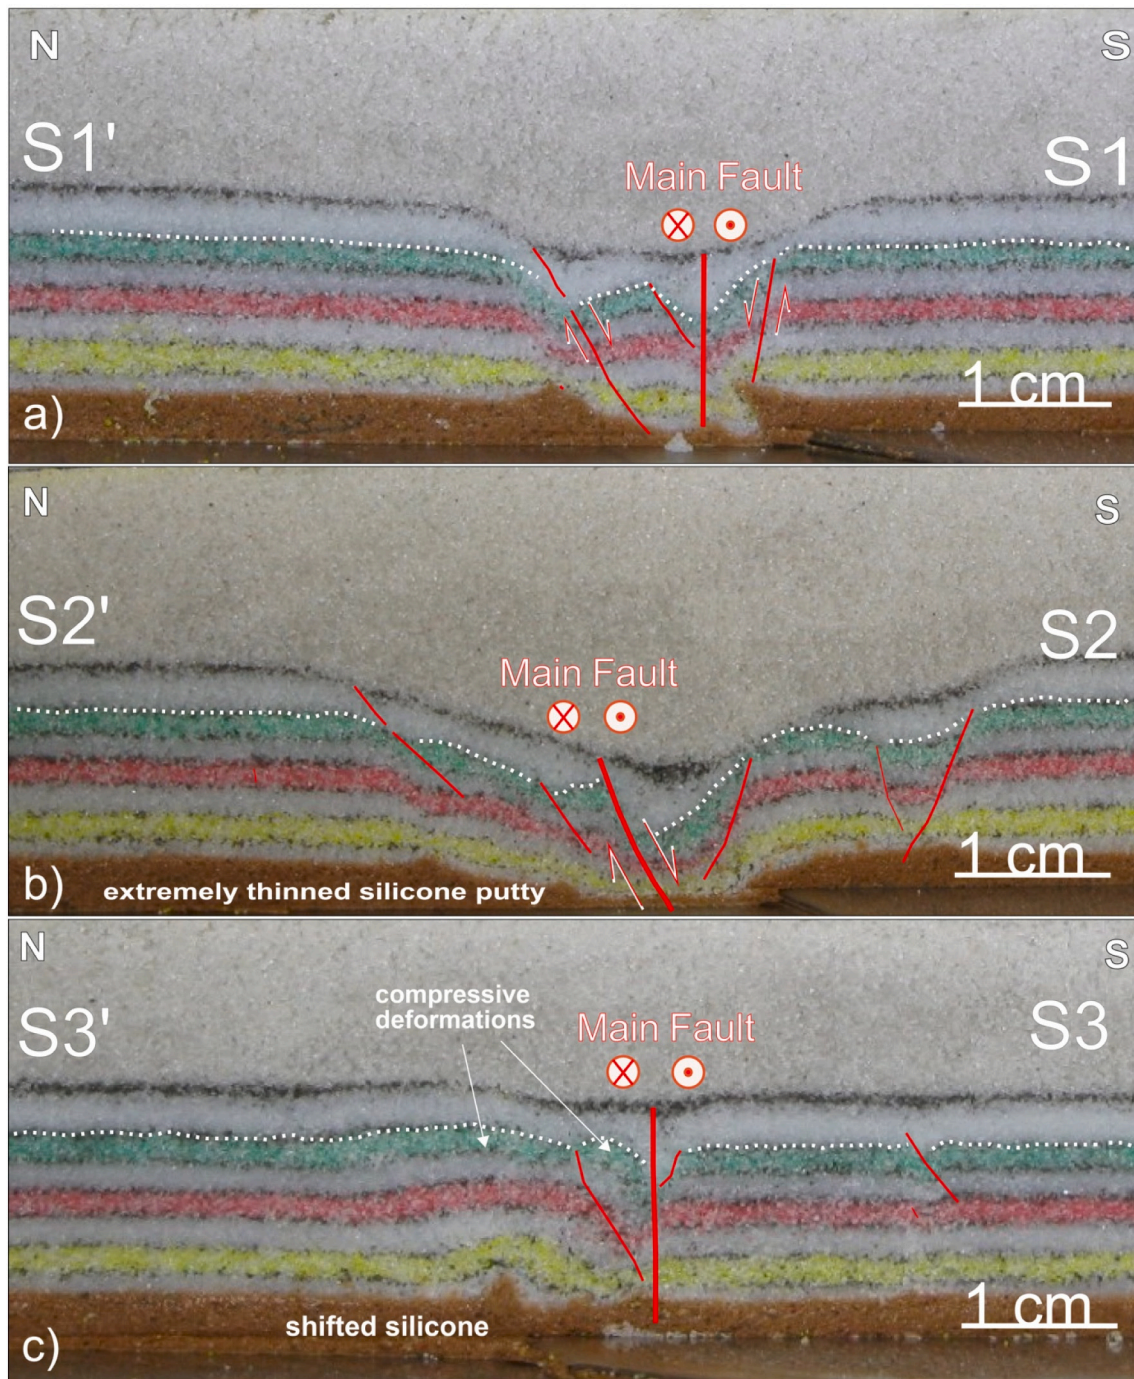 N
S
S1'
S1
Main Fault
1 cm
a)
N
S
S2'
S2
Main Fault
1 cm
b)
extremely thinned silicone putty
N
S
S3'
S3
compressive
deformations
Main Fault
1 cm
shifted silicone
c)